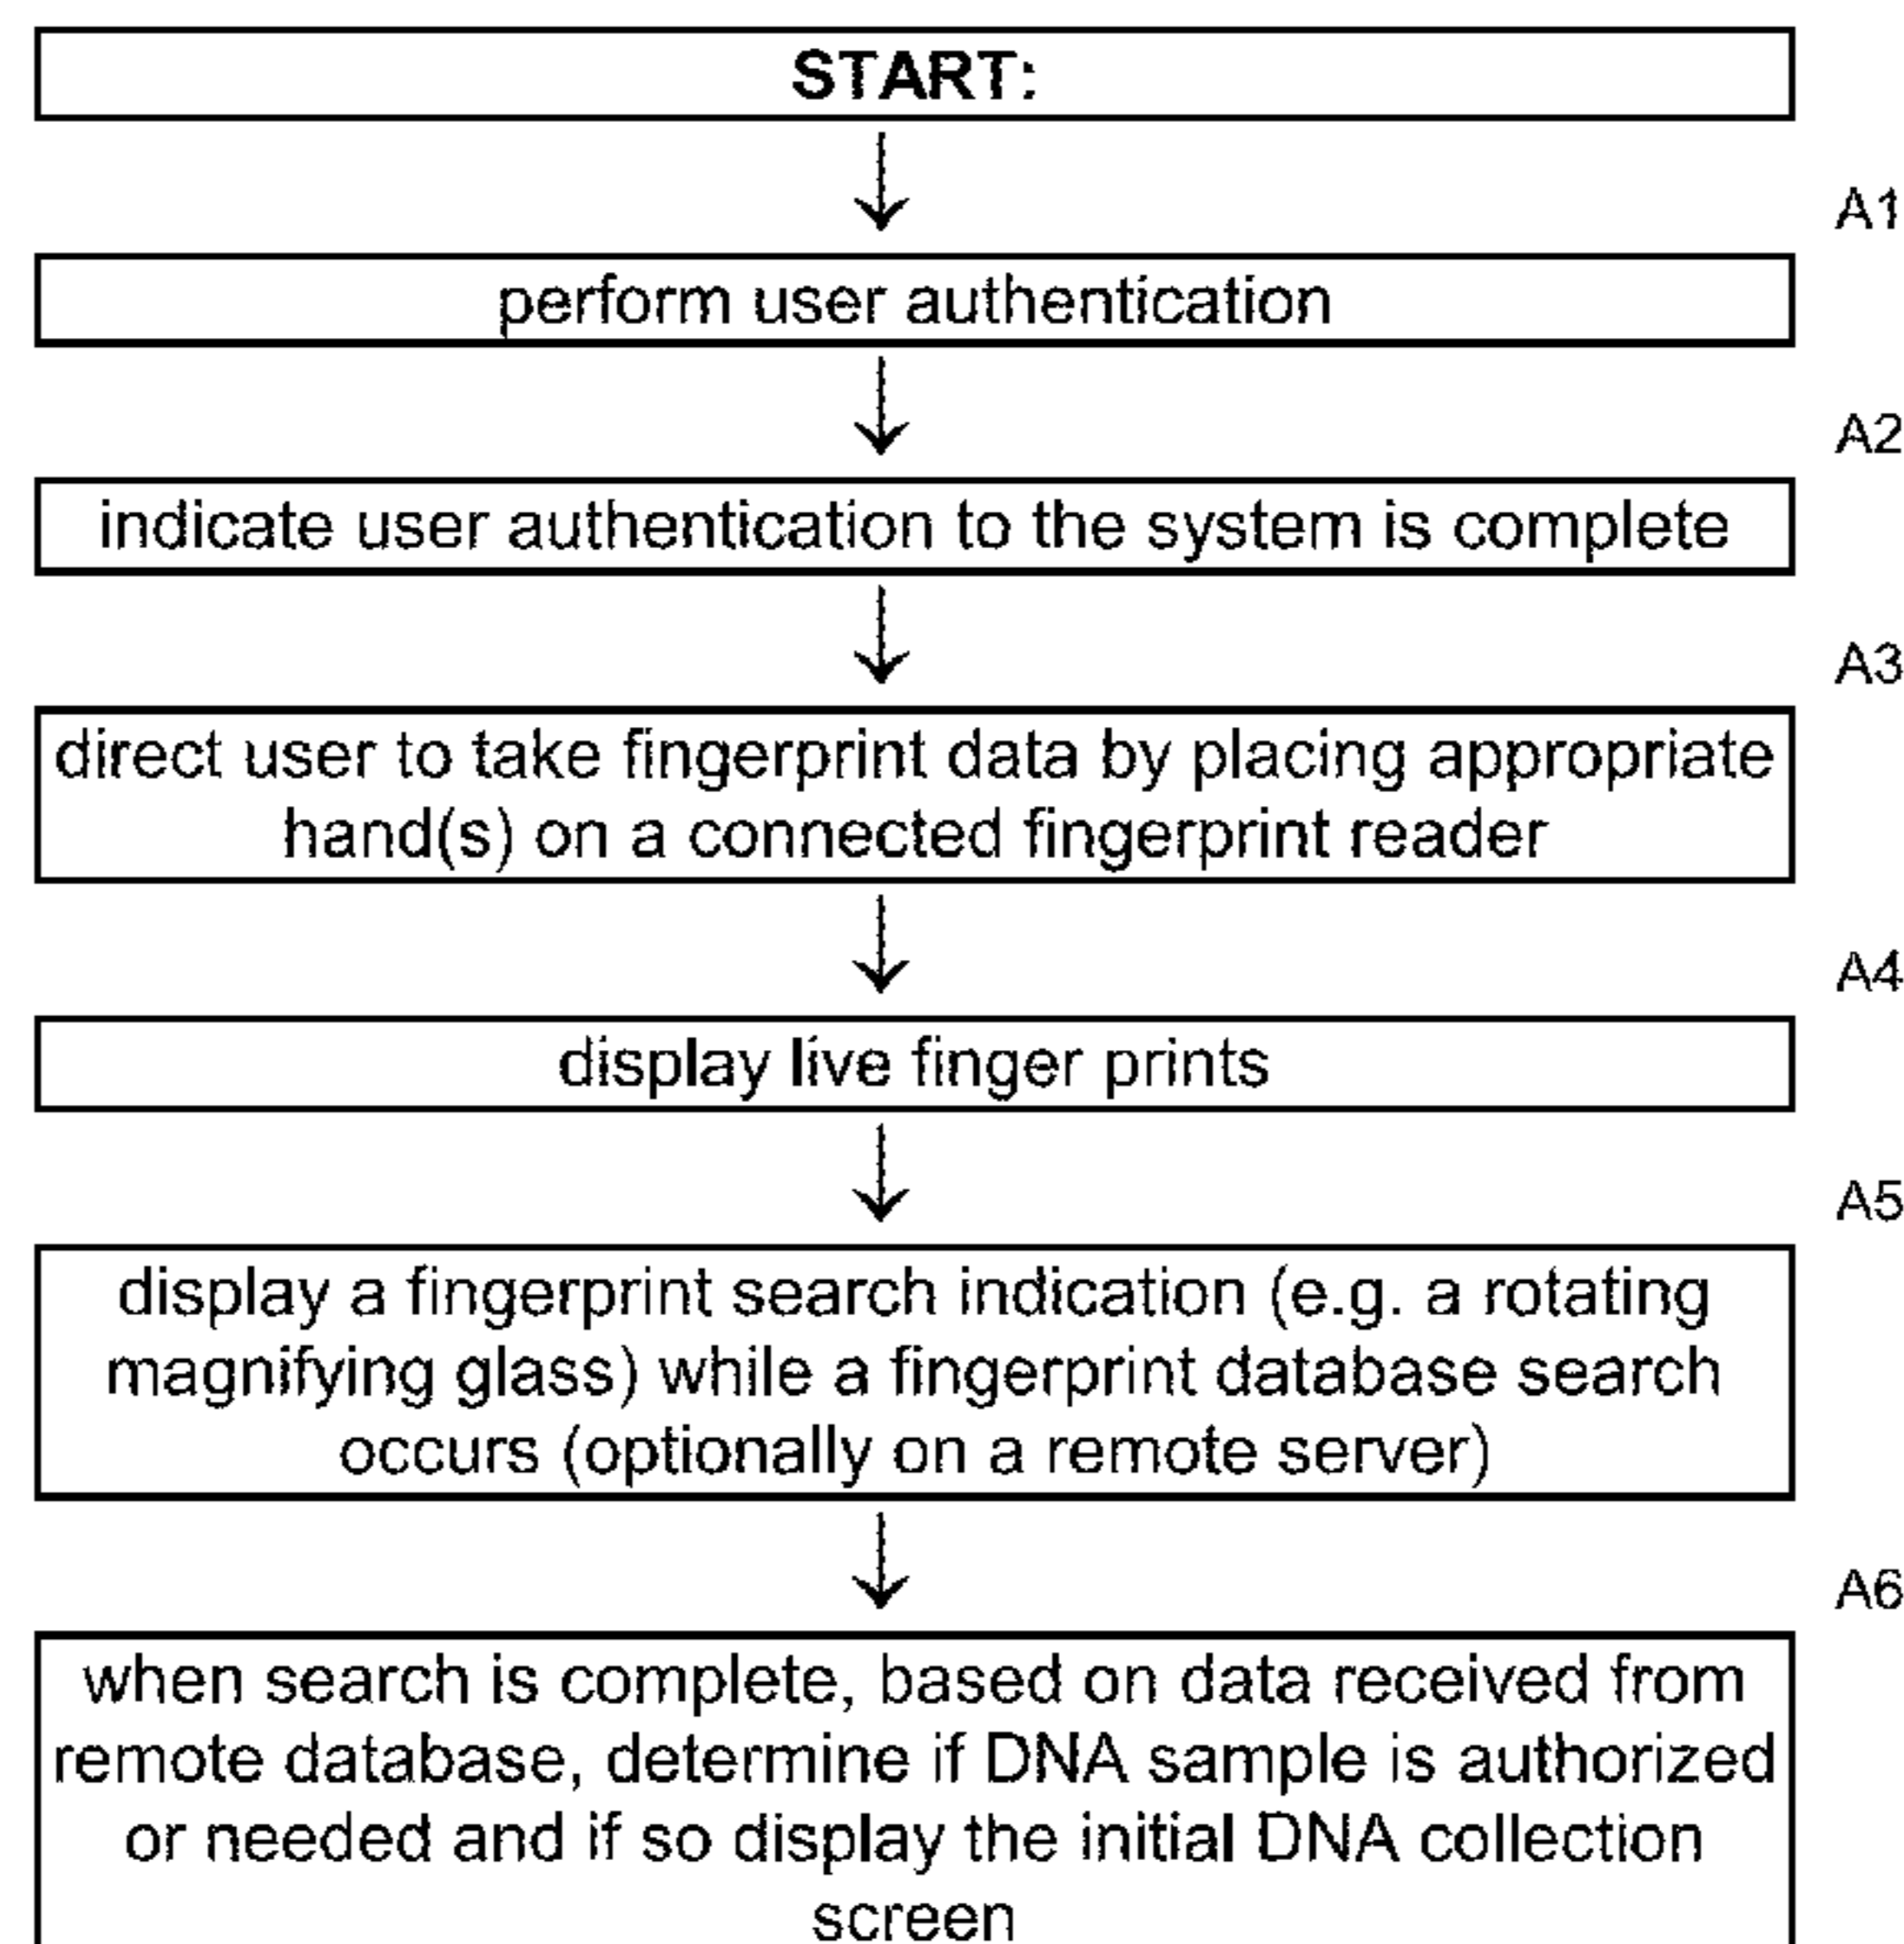 START:
A1
perform user authentication
A2
indicate user authentication to the system is complete
A3
direct user to take fingerprint data by placing appropriate
hand(s) on a connected fingerprint reader
A4
display live finger prints
A5
display a fingerprint search indication (e.g. a rotating
magnifying glass) while a fingerprint database search
occurs (optionally on a remote server)
A6
when search is complete, based on data received from
remote database, determine if DNA sample is authorized
or needed and if so display the initial DNA collection
screen